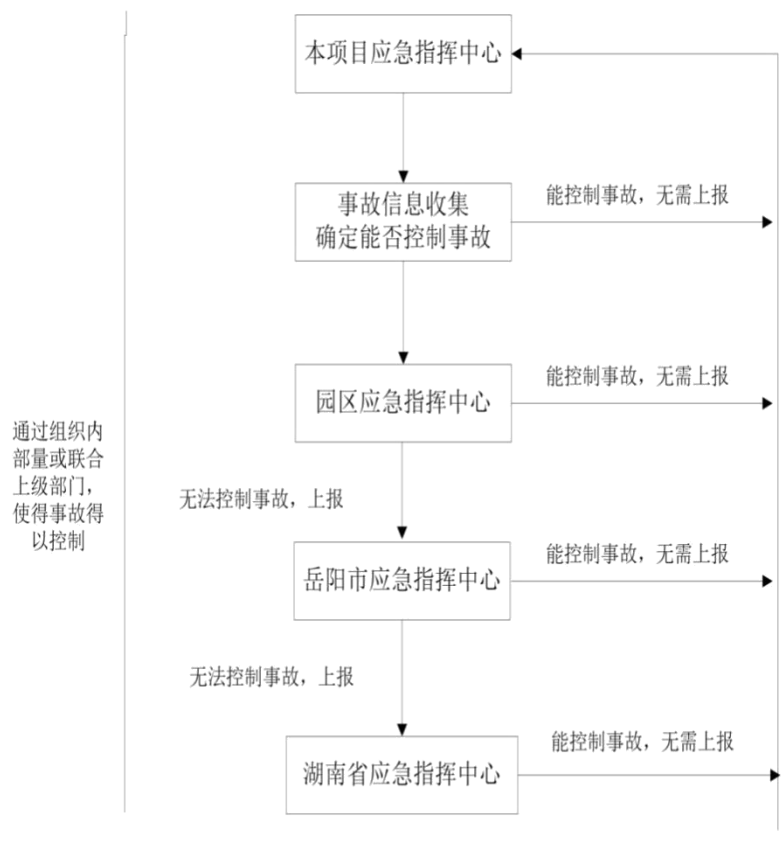 本项目应急指挥中心
事故信息收集
确定能否控制事故
能控制事故，无需上报
园区应急指挥中心
能控制事故，无需上报
通过组织内
部量或联合
上级部门，
使得事故得
以控制
无法控制事故，上报
岳阳市应急指挥中心
能控制事故，无需上报
无法控制事故，上报
湖南省应急指挥中心
能控制事故，无需上报